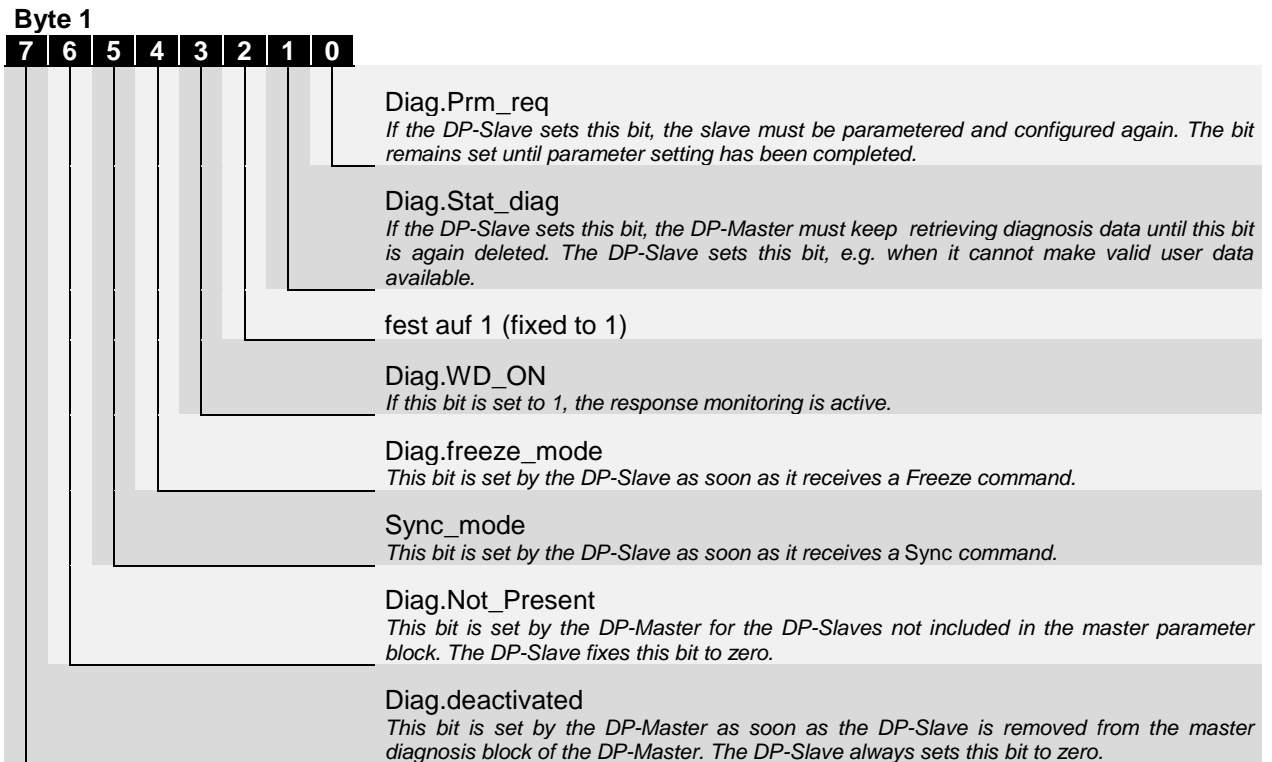 Byte 1
7 6 5 4 3 2 1 0
Diag.Prm_req
If the DP-Slave sets this bit, the slave must be parametered and configured again. The bit
remains set until parameter setting has been completed.
Diag.Stat_diag
If the DP-Slave sets this bit, the DP-Master must keep retrieving diagnosis data until this bit
is again deleted. The DP-Slave sets this bit, e.g. when it cannot make valid user data
available.
fest auf 1 (fixed to 1)
Diag.WD_ON
If this bit is set to 1, the response monitoring is active.
Diag.freeze_mode
This bit is set by the DP-Slave as soon as it receives a Freeze command.
Sync_mode
This bit is set by the DP-Slave as soon as it receives a Sync command.
Diag.Not_Present
This bit is set by the DP-Master for the DP-Slaves not included in the master parameter
block. The DP-Slave fixes this bit to zero.
Diag.deactivated
This bit is set by the DP-Master as soon as the DP-Slave is removed from the master
diagnosis block of the DP-Master. The DP-Slave always sets this bit to zero.